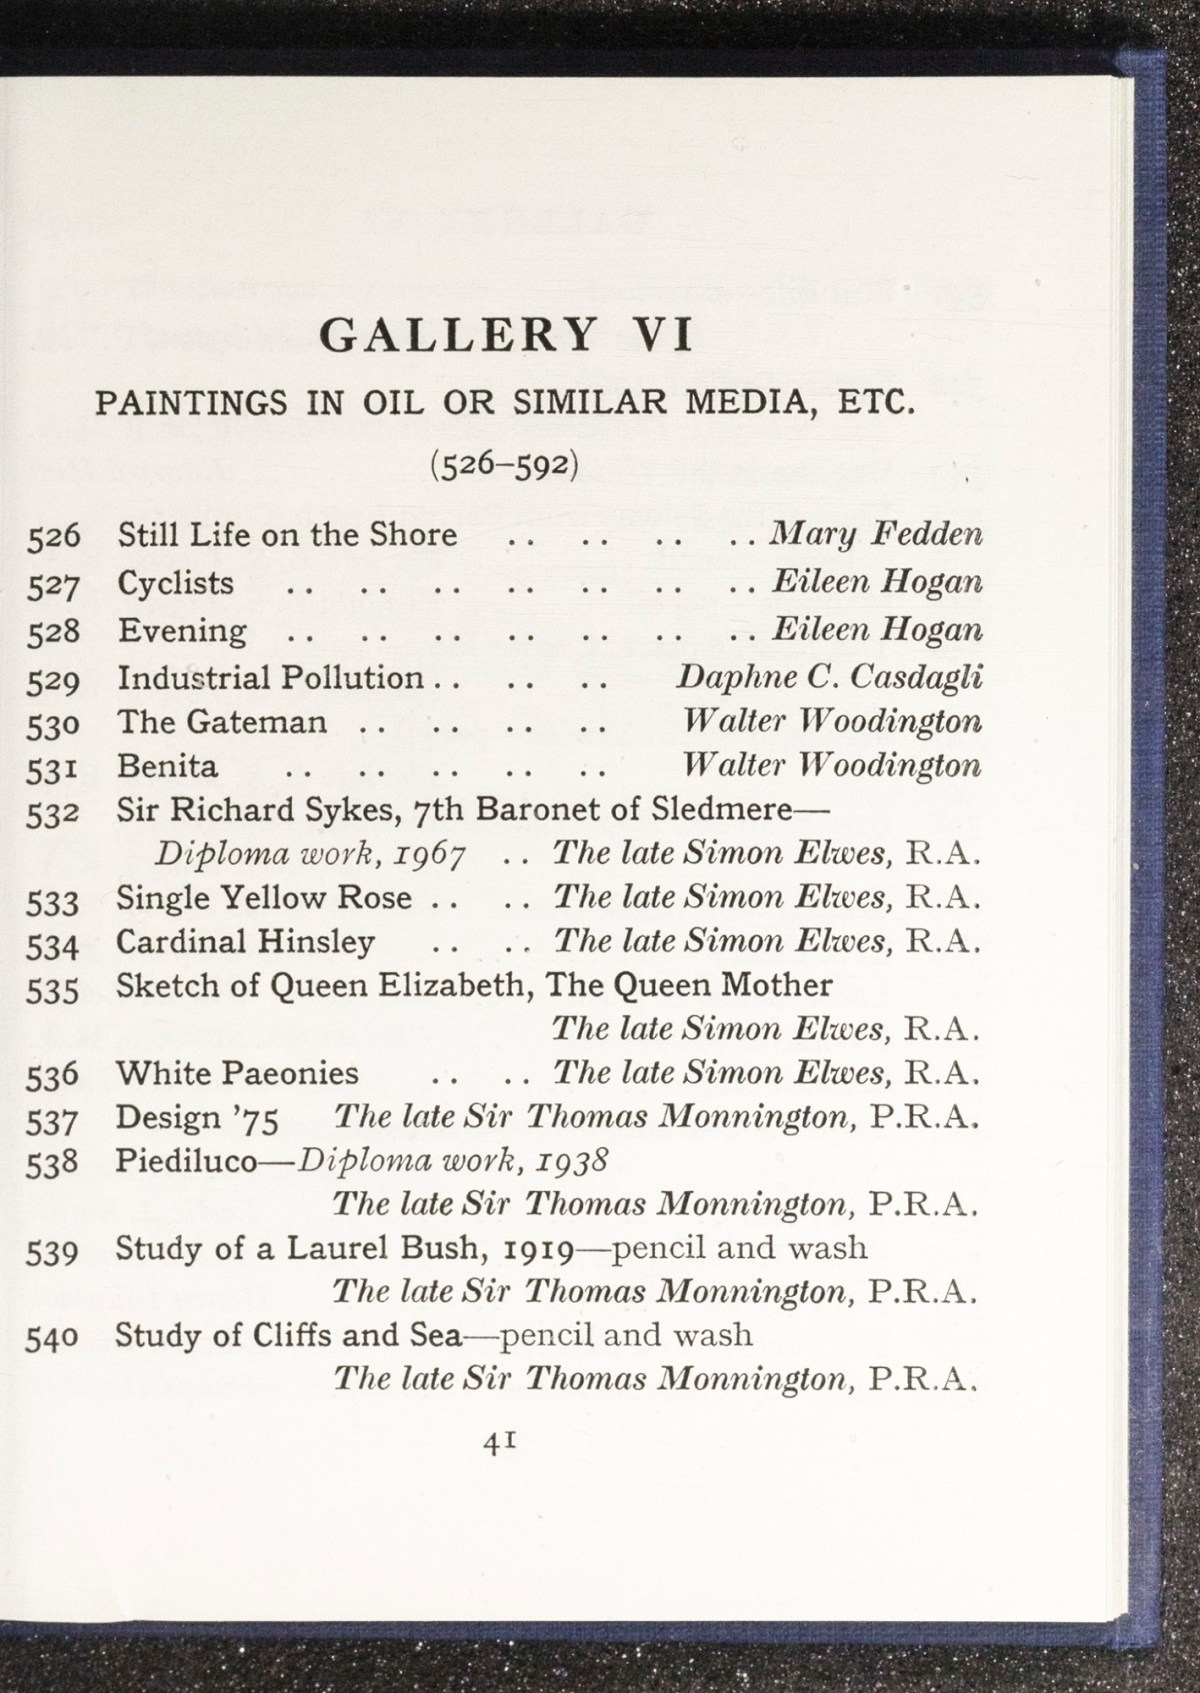 GALLERY VI
PAINTINGS IN OIL OR SIMILAR MEDIA, ETC.
(526–592)
526 Still Life on the Shore .. .. .. .. Mary Fedden
527 Cyclists .. .. .. .. .. .. .. Eileen Hogan
528 Evening .. .. .. .. .. .. .. Eileen Hogan
529 Industrial Pollution .. .. .. Daphne C. Casdagli
530 The Gateman .. .. .. .. Walter Woodington
531 Benita .. .. .. .. .. Walter Woodington
532 Sir Richard Sykes, 7th Baronet of Sledmere—
Diploma work, 1967 .. The late Simon Elwes, R.A.
533 Single Yellow Rose .. .. The late Simon Elwes, R.A.
534 Cardinal Hinsley .. .. The late Simon Elwes, R.A.
535 Sketch of Queen Elizabeth, The Queen Mother
The late Simon Elwes, R.A.
536 White Paeonies .. .. The late Simon Elwes, R.A.
537 Design ’75 The late Sir Thomas Monnington, P.R.A.
538 Piediluco—Diploma work, 1938
The late Sir Thomas Monnington, P.R.A.
539 Study of a Laurel Bush, 1919—pencil and wash
The late Sir Thomas Monnington, P.R.A.
540 Study of Cliffs and Sea—pencil and wash
The late Sir Thomas Monnington, P.R.A.
41